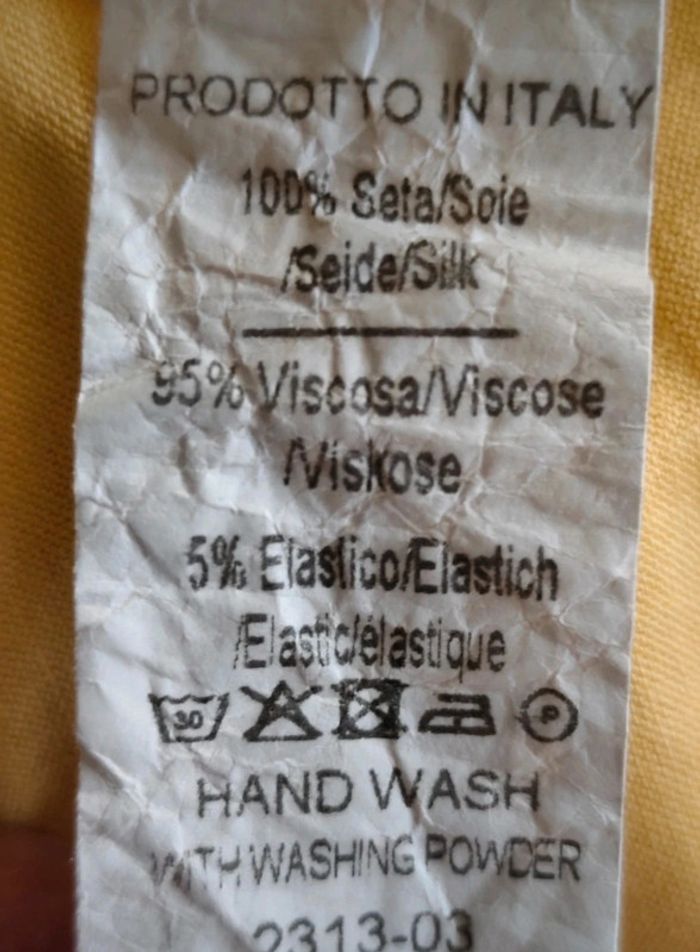 PRODOTTO IN ITALY
100% Seta/Soie
/Seide/Silk
95% Viscosa/Viscose
/Viskose
5% Elastico/Elastich
/Elastic/élastique
30 P
HAND WASH
WITH WASHING POWDER
2313-03